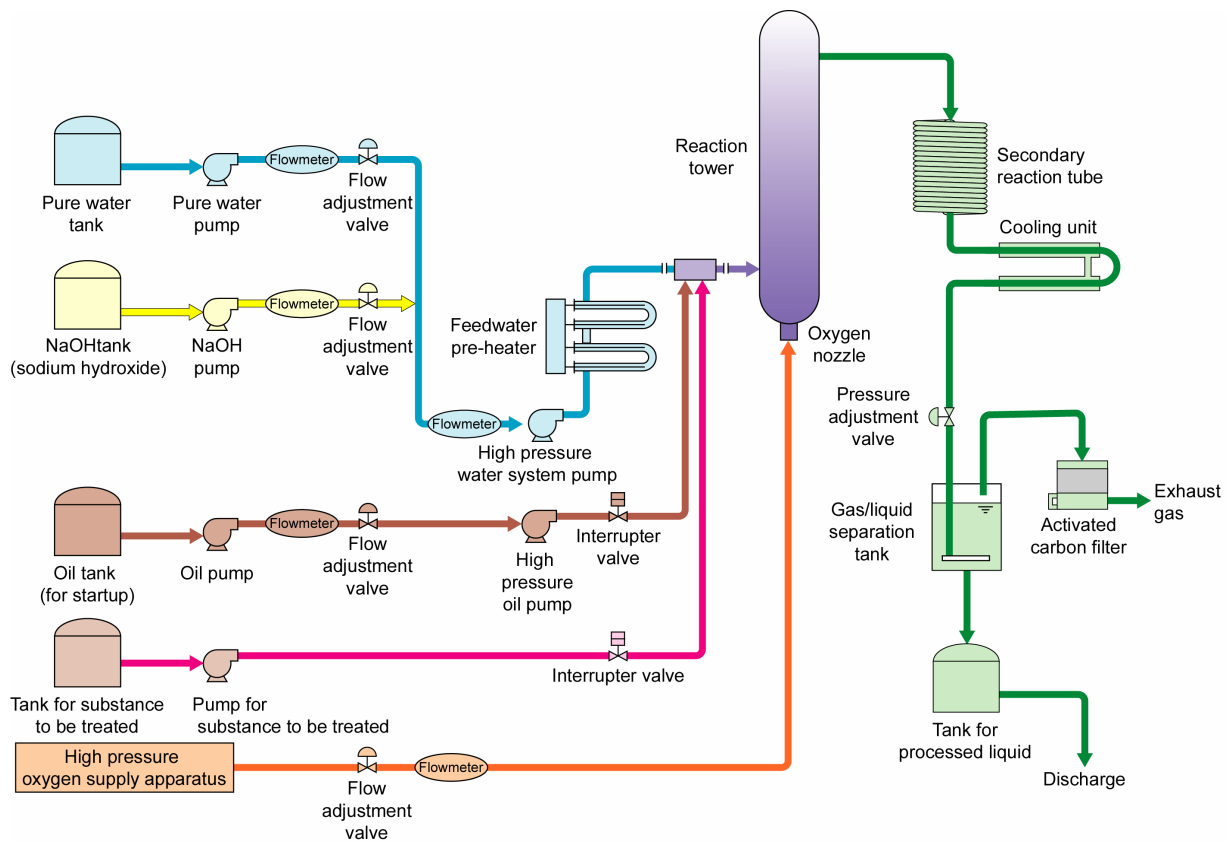 Reaction
tower
Secondary
reaction tube
Flowmeter
Pure water
tank
Pure water
pump
Flow
adjustment
valve
Cooling unit
Flowmeter
NaOHtank
(sodium hydroxide)
NaOH
pump
Flow
adjustment
valve
Feedwater
pre-heater
Oxygen
nozzle
Pressure
adjustment
valve
Flowmeter
High pressure
water system pump
Gas/liquid
separation
tank
Exhaust
gas
Activated
carbon filter
Flowmeter
Oil tank
(for startup)
Oil pump
Flow
adjustment
valve
High
pressure
oil pump
Interrupter
valve
Tank for substance
to be treated
Pump for
substance to be treated
Interrupter valve
Tank for
processed liquid
Discharge
High pressure
oxygen supply apparatus
Flow
adjustment
valve
Flowmeter